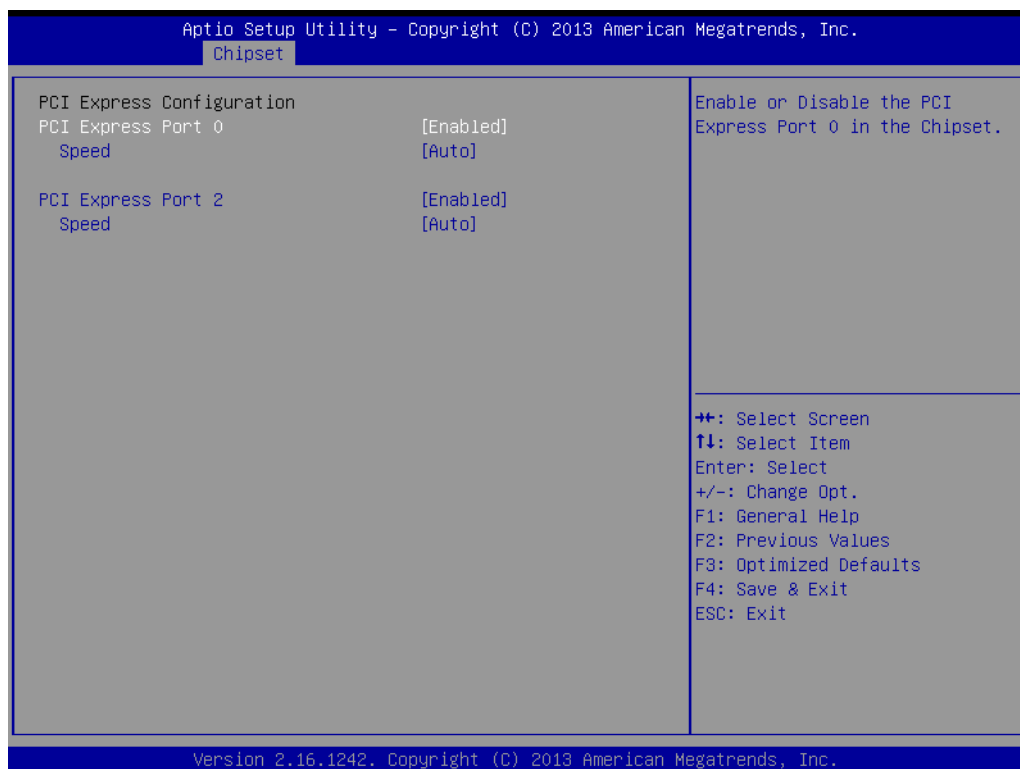 Aptio Setup Utility – Copyright (C) 2013 American Megatrends, Inc.
Chipset
PCI Express Configuration
PCI Express Port 0 [Enabled]
Speed [Auto]
PCI Express Port 2 [Enabled]
Speed [Auto]
Enable or Disable the PCI
Express Port 0 in the Chipset.
→←: Select Screen
↑↓: Select Item
Enter: Select
+/-: Change Opt.
F1: General Help
F2: Previous Values
F3: Optimized Defaults
F4: Save & Exit
ESC: Exit
Version 2.16.1242. Copyright (C) 2013 American Megatrends, Inc.